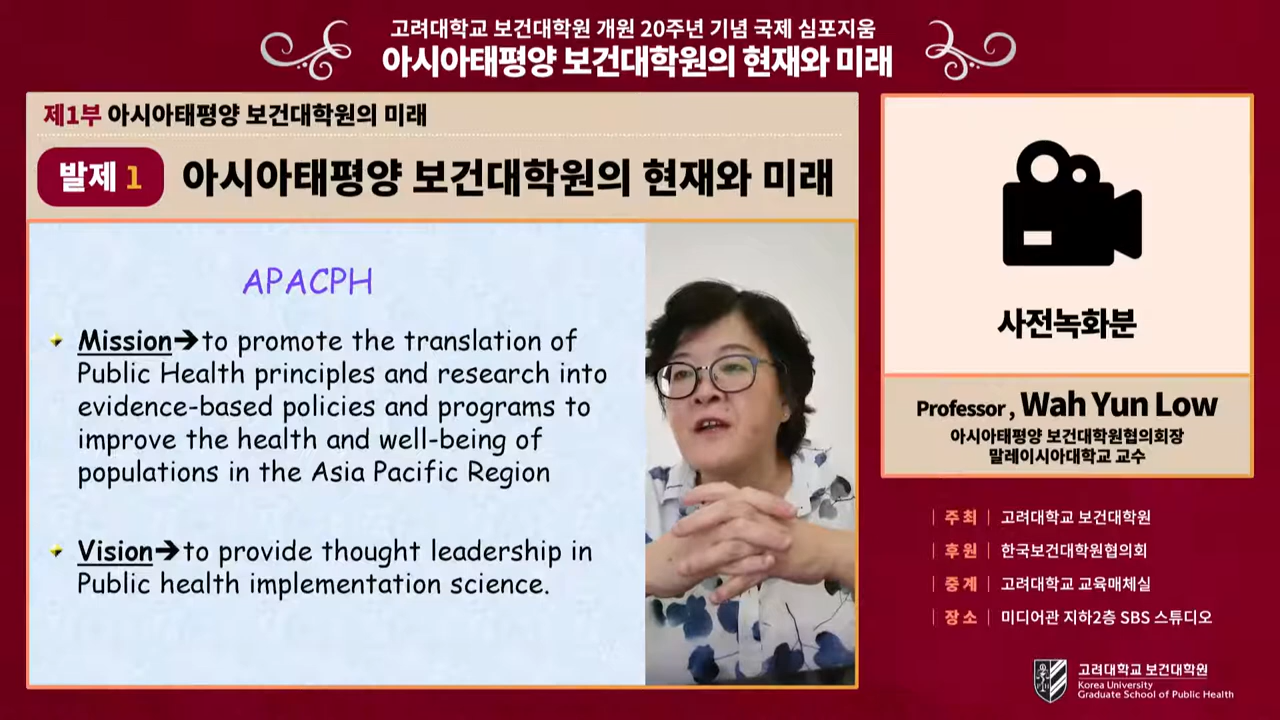 고려대학교 보건대학원 개원 20주년 기념 국제 심포지움
아시아태평양 보건대학원의 현재와 미래
제1부 아시아태평양 보건대학원의 미래
발제 1 아시아태평양 보건대학원의 현재와 미래
APACPH
Mission➔to promote the translation of
Public Health principles and research into
evidence-based policies and programs to
improve the health and well-being of
populations in the Asia Pacific Region
Vision➔to provide thought leadership in
Public health implementation science.
사전녹화분
Professor, Wah Yun Low
아시아태평양 보건대학원협의회장
말레이시아대학교 교수
주최 고려대학교 보건대학원
후원 한국보건대학원협의회
중계 고려대학교 교육매체실
장소 미디어관 지하2층 SBS 스튜디오
고려대학교 보건대학원
Korea University
Graduate School of Public Health